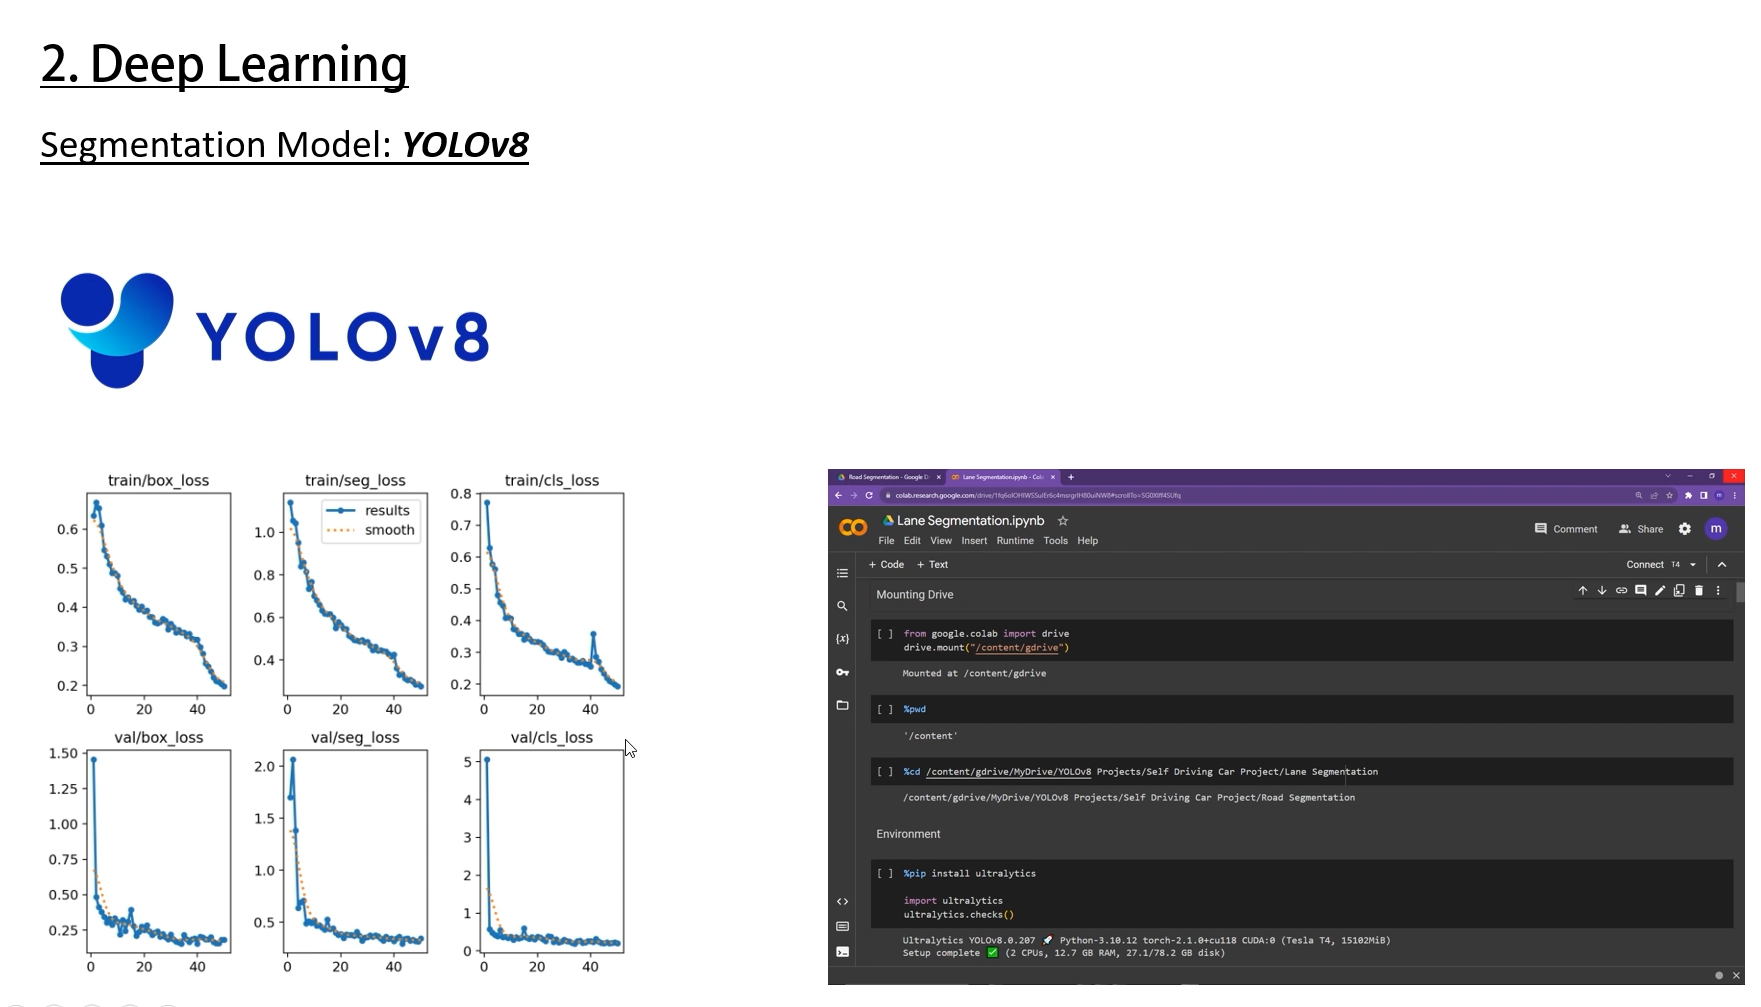 2. Deep Learning
Segmentation Model: YOLOv8
YOLOv8
train/box_loss
0.6
0.5
0.4
0.3
0.2
0 20 40
train/seg_loss
results
smooth
1.0
0.8
0.6
0.4
0 20 40
train/cls_loss
0.8
0.7
0.6
0.5
0.4
0.3
0.2
0 20 40
val/box_loss
1.50
1.25
1.00
0.75
0.50
0.25
0 20 40
val/seg_loss
2.0
1.5
1.0
0.5
0 20 40
val/cls_loss
5
4
3
2
1
0
0 20 40
Road Segmentation - Google D
Lane Segmentation.ipynb - Col
Lane Segmentation.ipynb
File Edit View Insert Runtime Tools Help
Comment Share m
+ Code + Text
Connect T4
Mounting Drive
[ ] from google.colab import drive
drive.mount("/content/gdrive")
Mounted at /content/gdrive
[ ] %pwd
'/content'
[ ] %cd /content/gdrive/MyDrive/YOLOv8 Projects/Self Driving Car Project/Lane Segmentation
/content/gdrive/MyDrive/YOLOv8 Projects/Self Driving Car Project/Road Segmentation
Environment
[ ] %pip install ultralytics
import ultralytics
ultralytics.checks()
Ultralytics YOLOv8.0.207 🚀 Python-3.10.12 torch-2.1.0+cu118 CUDA:0 (Tesla T4, 15102MiB)
Setup complete ✅ (2 CPUs, 12.7 GB RAM, 27.1/78.2 GB disk)